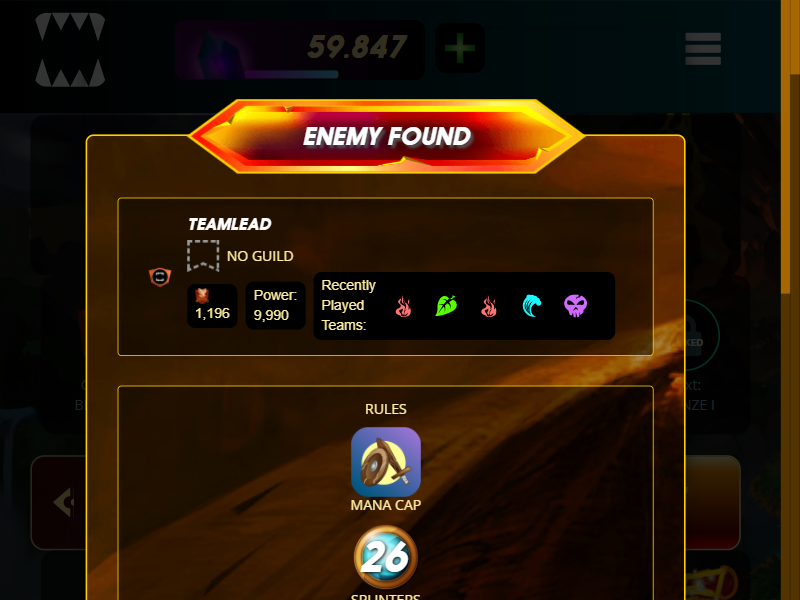 59.847
ENEMY FOUND
TEAMLEAD
NO GUILD
1,196
Power:
9,990
Recently
Played
Teams:
RULES
MANA CAP
26
SPLINTERS